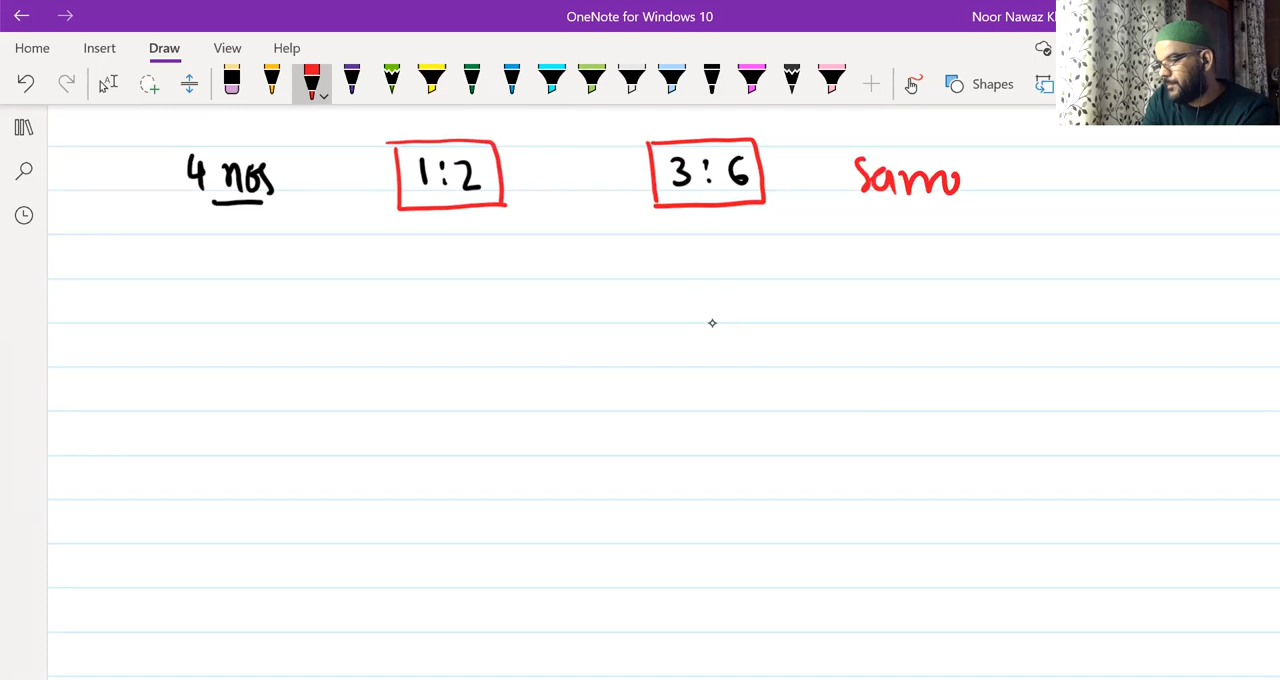 OneNote for Windows 10
Noor Nawaz Kh
Home Insert Draw View Help
Shapes
4 nos 1:2 3:6 Same